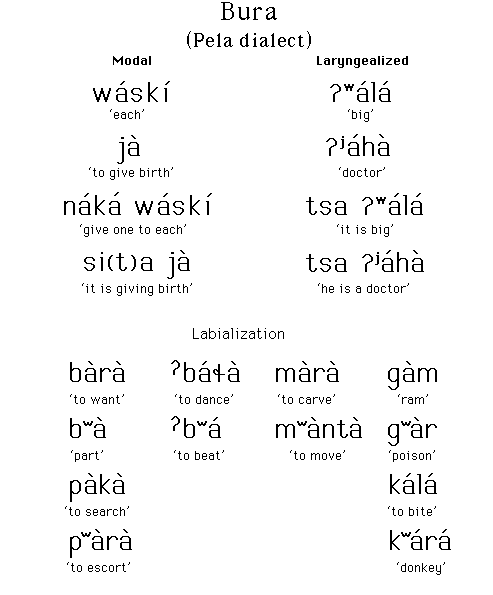 Bura
(Pela dialect)
Modal Laryngealized
wáskí ʔʷálá
‘each’ ‘big’
jà ʔʲáhà
‘to give birth’ ‘doctor’
náká wáskí tsa ʔʷálá
‘give one to each’ ‘it is big’
si(t)a jà tsa ʔʲáhà
‘it is giving birth’ ‘he is a doctor’
Labialization
bàrà ˀbáɬà màrà gàm
‘to want’ ‘to dance’ ‘to carve’ ‘ram’
bʷà ˀbʷá mʷàntà gʷàr
‘part’ ‘to beat’ ‘to move’ ‘poison’
pàkà kálá
‘to search’ ‘to bite’
pʷàrà kʷárá
‘to escort’ ‘donkey’